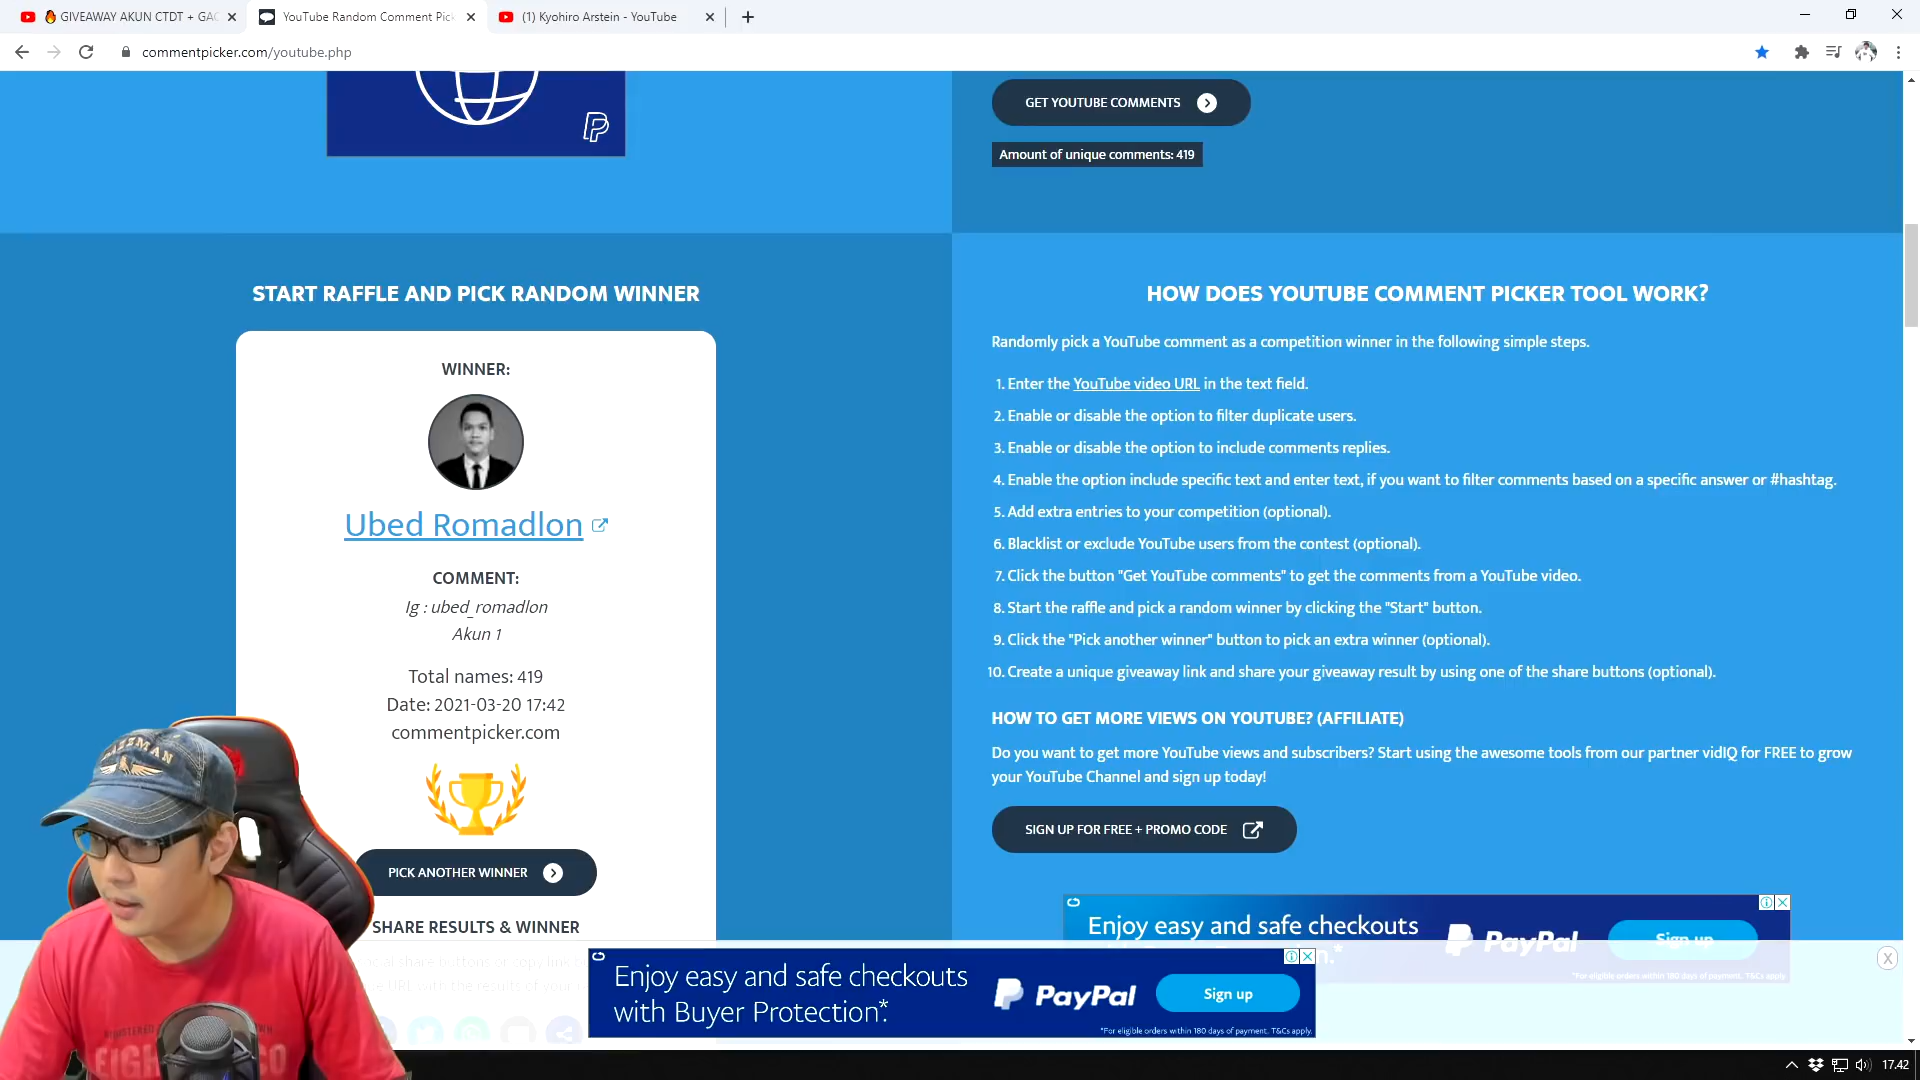 GIVEAWAY AKUN CTDT + GAC
YouTube Random Comment Pick
(1) Kyohiro Arstein - YouTube
commentpicker.com/youtube.php
GET YOUTUBE COMMENTS
Amount of unique comments: 419
START RAFFLE AND PICK RANDOM WINNER
WINNER:
Ubed Romadlon
COMMENT:
Ig : ubed_romadlon
Akun 1
Total names: 419
Date: 2021-03-20 17:42
commentpicker.com
PICK ANOTHER WINNER
SHARE RESULTS & WINNER
HOW DOES YOUTUBE COMMENT PICKER TOOL WORK?
Randomly pick a YouTube comment as a competition winner in the following simple steps.
1. Enter the YouTube video URL in the text field.
2. Enable or disable the option to filter duplicate users.
3. Enable or disable the option to include comments replies.
4. Enable the option include specific text and enter text, if you want to filter comments based on a specific answer or #hashtag.
5. Add extra entries to your competition (optional).
6. Blacklist or exclude YouTube users from the contest (optional).
7. Click the button "Get YouTube comments" to get the comments from a YouTube video.
8. Start the raffle and pick a random winner by clicking the "Start" button.
9. Click the "Pick another winner" button to pick an extra winner (optional).
10. Create a unique giveaway link and share your giveaway result by using one of the share buttons (optional).
HOW TO GET MORE VIEWS ON YOUTUBE? (AFFILIATE)
Do you want to get more YouTube views and subscribers? Start using the awesome tools from our partner vidIQ for FREE to grow
your YouTube Channel and sign up today!
SIGN UP FOR FREE + PROMO CODE
Enjoy easy and safe checkouts
PayPal
Sign up
*For eligible orders within 180 days of payment. T&Cs apply.
Enjoy easy and safe checkouts
with Buyer Protection.*
PayPal
Sign up
*For eligible orders within 180 days of payment. T&Cs apply.
X
17.42